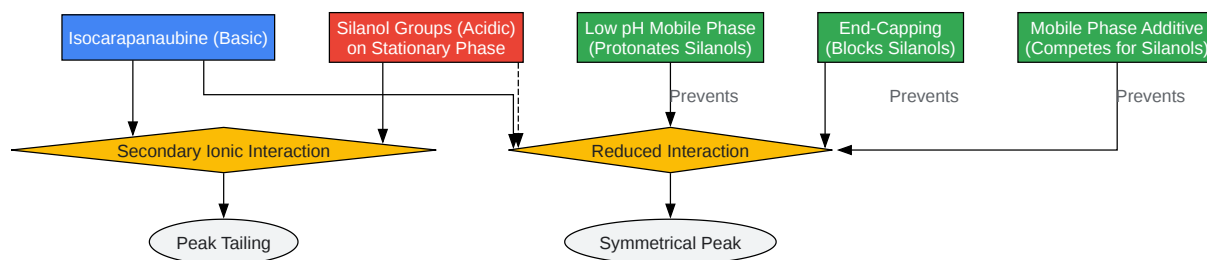 Isocarapanaubine (Basic)
Silanol Groups (Acidic)
on Stationary Phase
Low pH Mobile Phase
(Protonates Silanols)
End-Capping
(Blocks Silanols)
Mobile Phase Additive
(Competes for Silanols)
Prevents
Prevents
Prevents
Secondary Ionic Interaction
Reduced Interaction
Peak Tailing
Symmetrical Peak